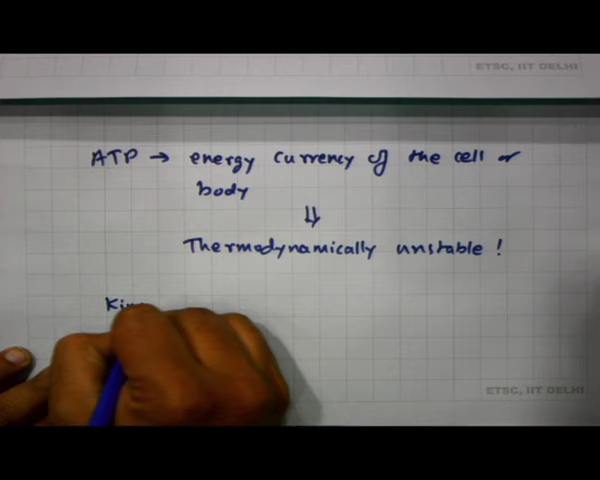 ETSC, IIT DELHI
ATP → energy currency of the cell or
body
⇓
Thermodynamically unstable !
ETSC, IIT DELHI